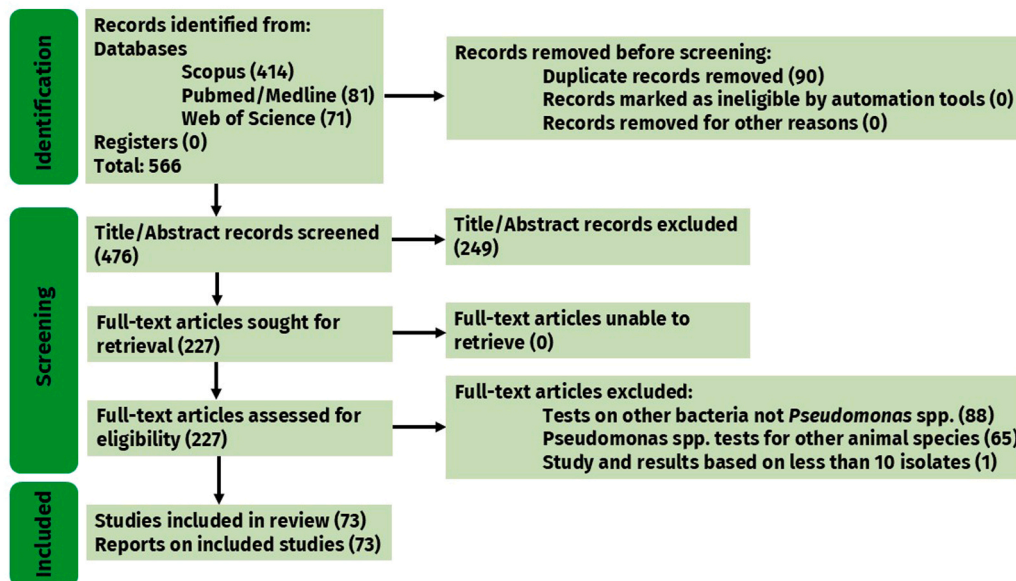 Identification
Records identified from:
Databases
Scopus (414)
Pubmed/Medline (81)
Web of Science (71)
Registers (0)
Total: 566
Records removed before screening:
Duplicate records removed (90)
Records marked as ineligible by automation tools (0)
Records removed for other reasons (0)
Screening
Title/Abstract records screened
(476)
Title/Abstract records excluded
(249)
Full-text articles sought for
retrieval (227)
Full-text articles unable to
retrieve (0)
Full-text articles assessed for
eligibility (227)
Full-text articles excluded:
Tests on other bacteria not Pseudomonas spp. (88)
Pseudomonas spp. tests for other animal species (65)
Study and results based on less than 10 isolates (1)
Included
Studies included in review (73)
Reports on included studies (73)